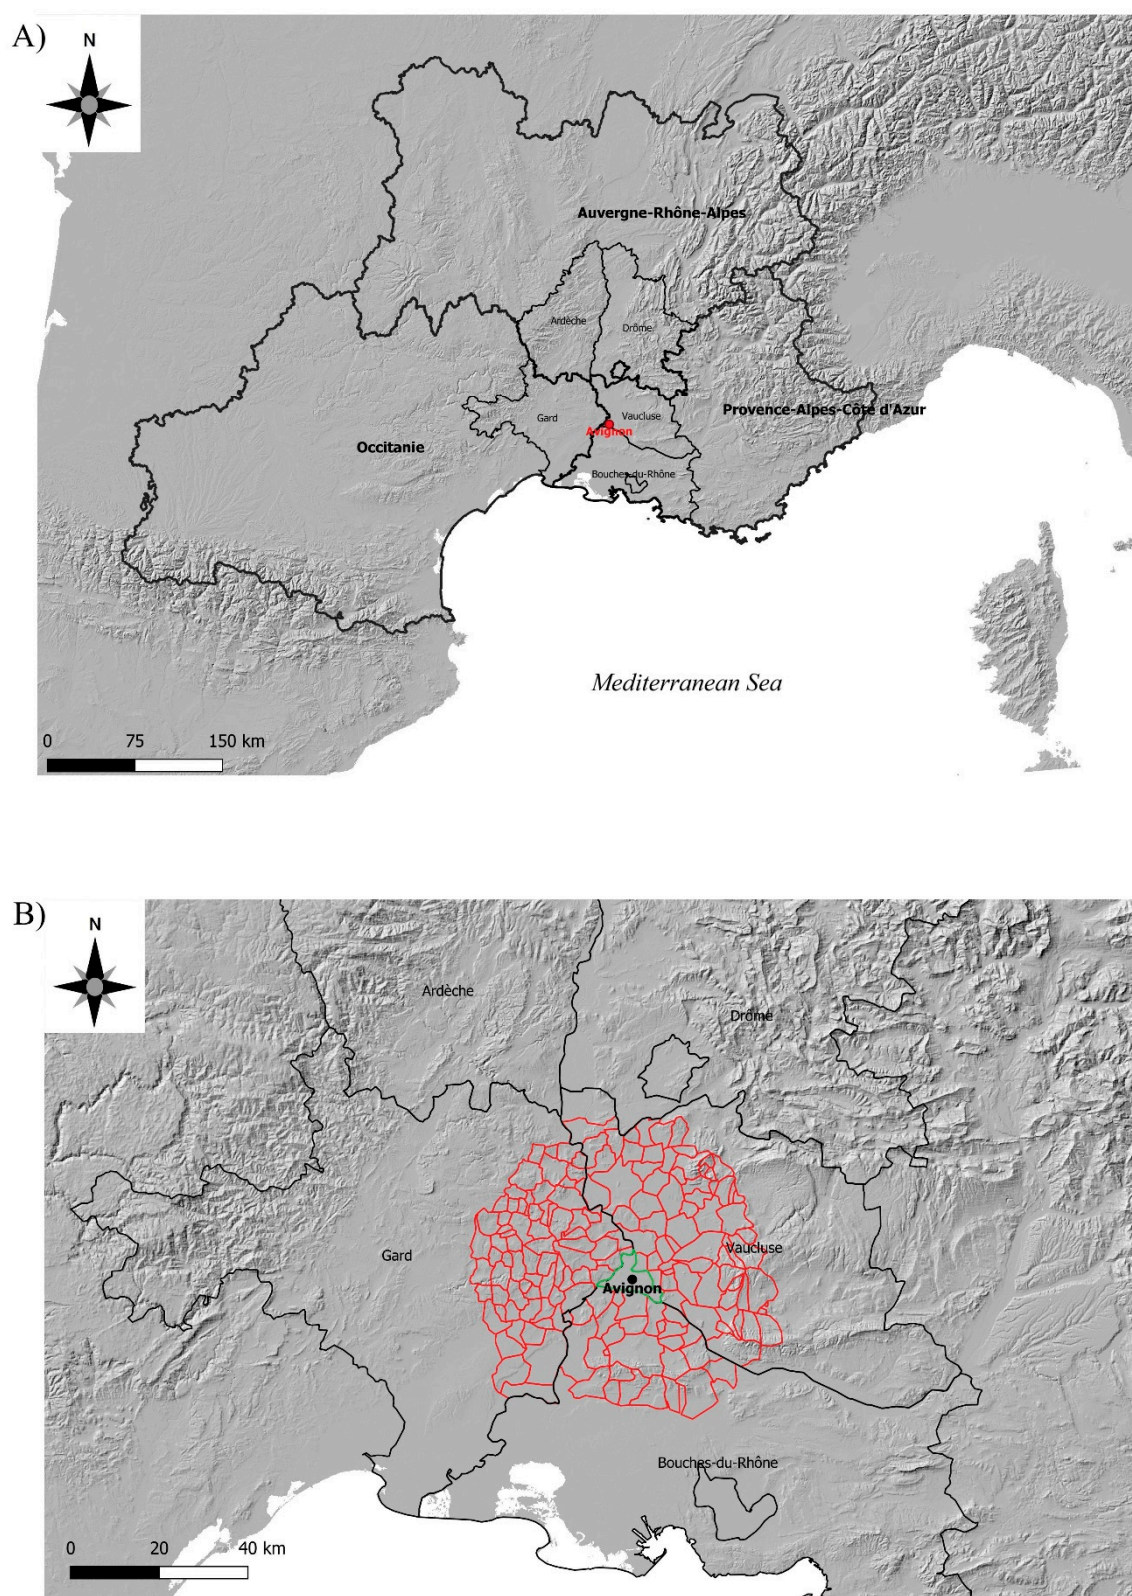 A)
N
Auvergne-Rhône-Alpes
Ardèche
Drôme
Provence-Alpes-Côte d'Azur
Gard
Vaucluse
Avignon
Occitanie
Bouches-du-Rhône
Mediterranean Sea
0 75 150 km
B)
N
Ardèche
Drôme
Gard
Vaucluse
Avignon
Bouches-du-Rhône
0 20 40 km